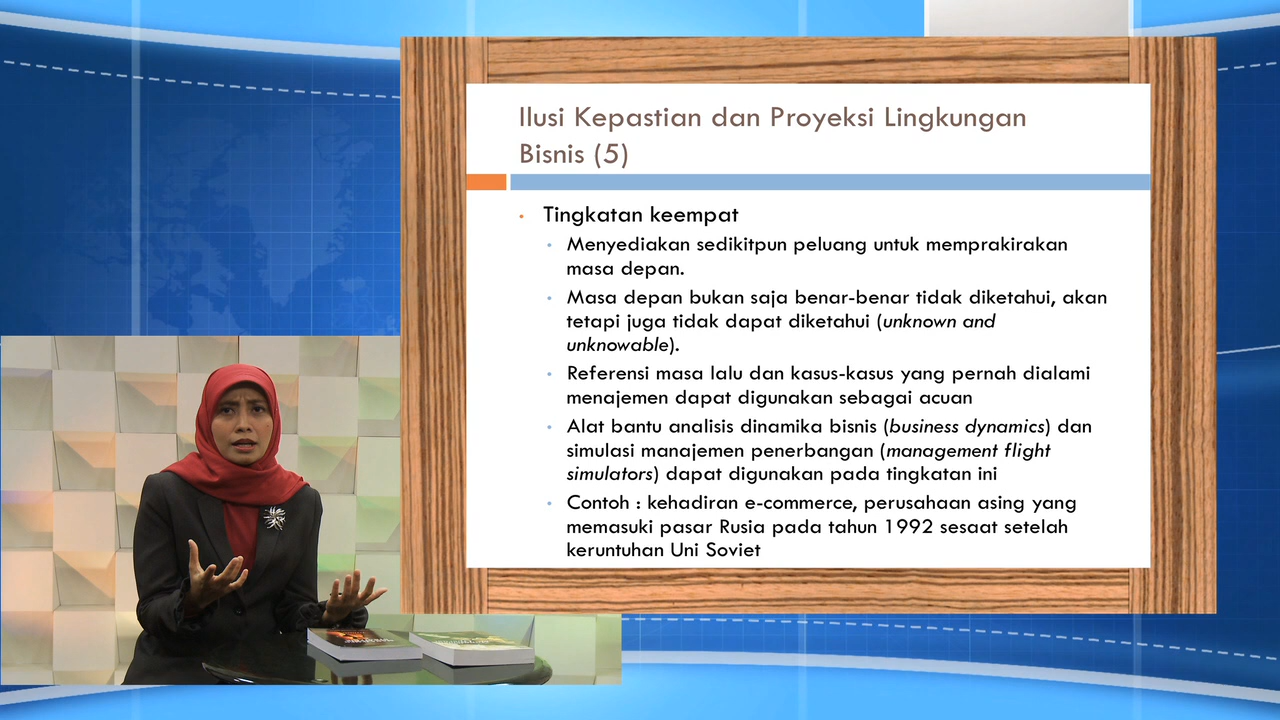 Ilusi Kepastian dan Proyeksi Lingkungan
Bisnis (5)
• Tingkatan keempat
• Menyediakan sedikitpun peluang untuk memprakirakan
masa depan.
• Masa depan bukan saja benar-benar tidak diketahui, akan
tetapi juga tidak dapat diketahui (unknown and
unknowable).
• Referensi masa lalu dan kasus-kasus yang pernah dialami
menajemen dapat digunakan sebagai acuan
• Alat bantu analisis dinamika bisnis (business dynamics) dan
simulasi manajemen penerbangan (management flight
simulators) dapat digunakan pada tingkatan ini
• Contoh : kehadiran e-commerce, perusahaan asing yang
memasuki pasar Rusia pada tahun 1992 sesaat setelah
keruntuhan Uni Soviet